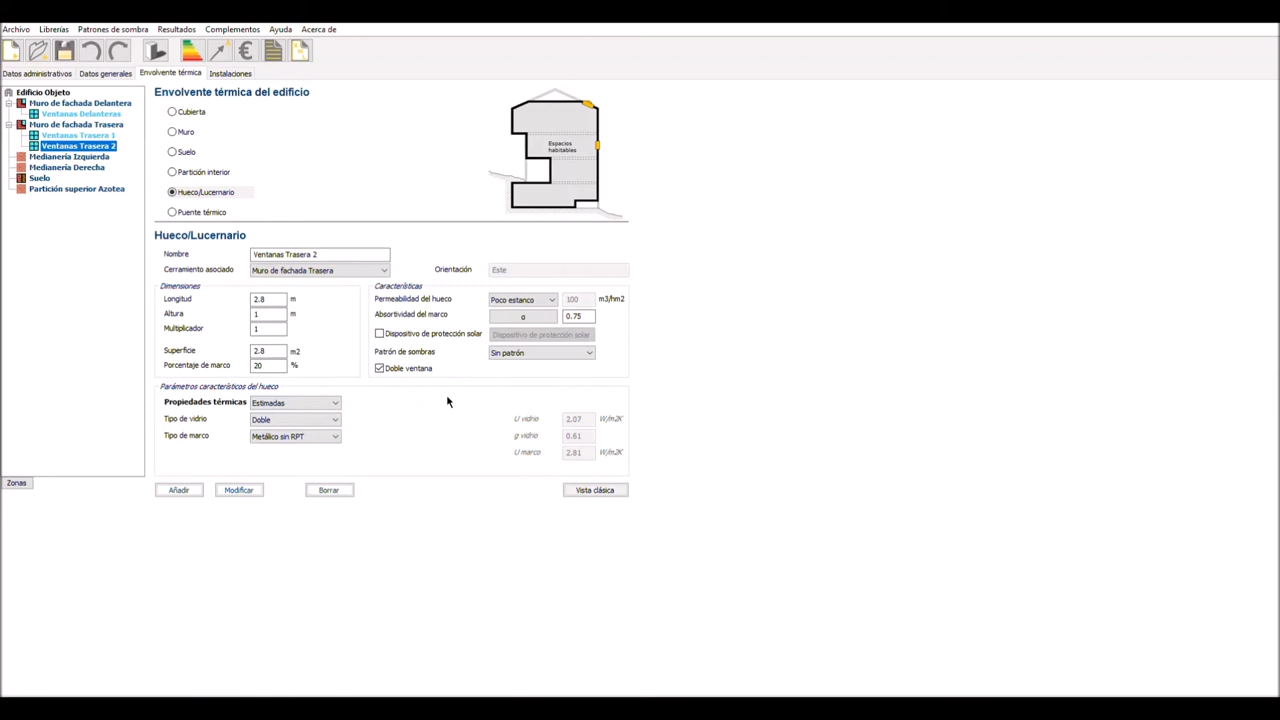 Archivo Librerías Patrones de sombra Resultados Complementos Ayuda Acerca de
€
Datos administrativos Datos generales Envolvente térmica Instalaciones
Edificio Objeto
Muro de fachada Delantera
Ventanas Delanteras
Muro de fachada Trasera
Ventanas Trasera 1
Ventanas Trasera 2
Medianería Izquierda
Medianería Derecha
Suelo
Partición superior Azotea
Zonas
Envolvente térmica del edificio
Cubierta
Muro
Suelo
Partición interior
Hueco/Lucernario
Puente térmico
Espacios
habitables
Hueco/Lucernario
Nombre Ventanas Trasera 2
Cerramiento asociado Muro de fachada Trasera Orientación Este
Dimensiones
Longitud 2.8 m
Altura 1 m
Multiplicador 1
Superficie 2.8 m2
Porcentaje de marco 20 %
Características
Permeabilidad del hueco Poco estanco 100 m3/hm2
Absortividad del marco α 0.75
Dispositivo de protección solar Dispositivo de protección solar
Patrón de sombras Sin patrón
Doble ventana
Parámetros característicos del hueco
Propiedades térmicas Estimadas
Tipo de vidrio Doble U vidrio 2.07 W/m2K
Tipo de marco Metálico sin RPT g vidrio 0.61
U marco 2.81 W/m2K
Añadir Modificar Borrar Vista clásica